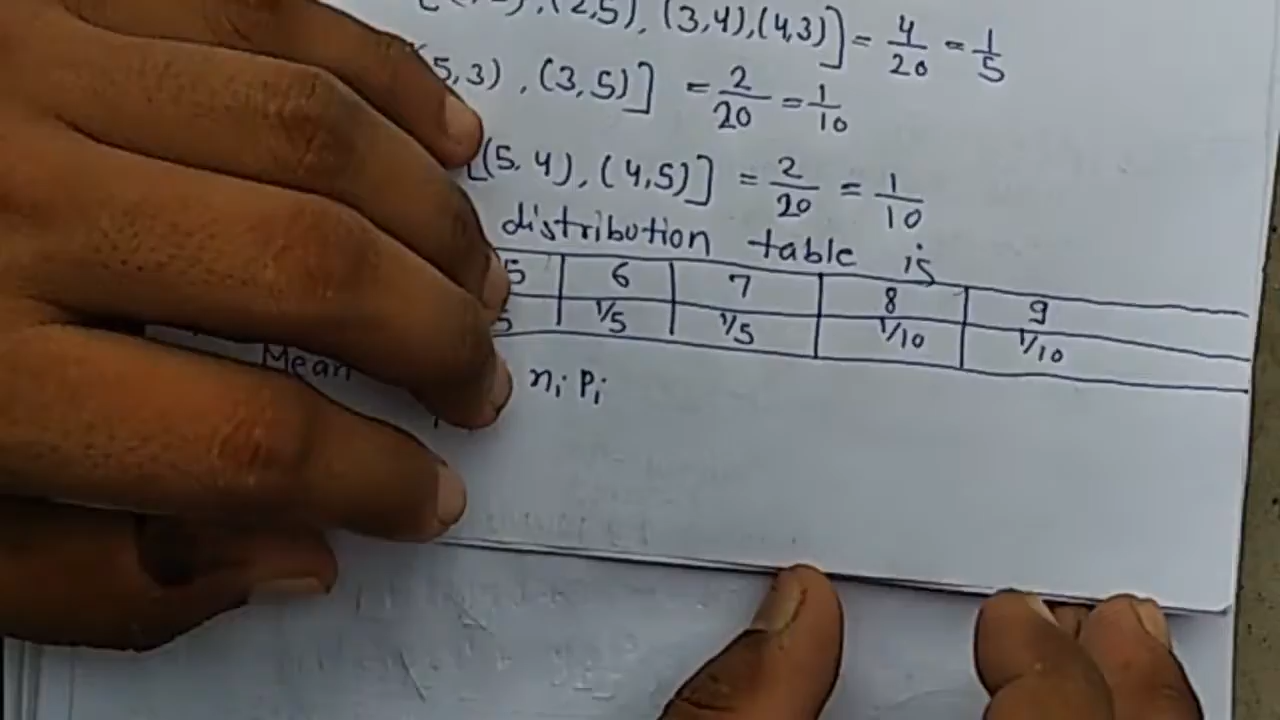 (2,5), (3,4),(4,3)] = 4/20 = 1/5
5,3) , (3,5)] = 2/20 = 1/10
[(5,4), (4,5)] = 2/20 = 1/10
distribution table is
5 6 7 8 9
5 1/5 1/5 1/10 1/10
Mean nᵢ Pᵢ